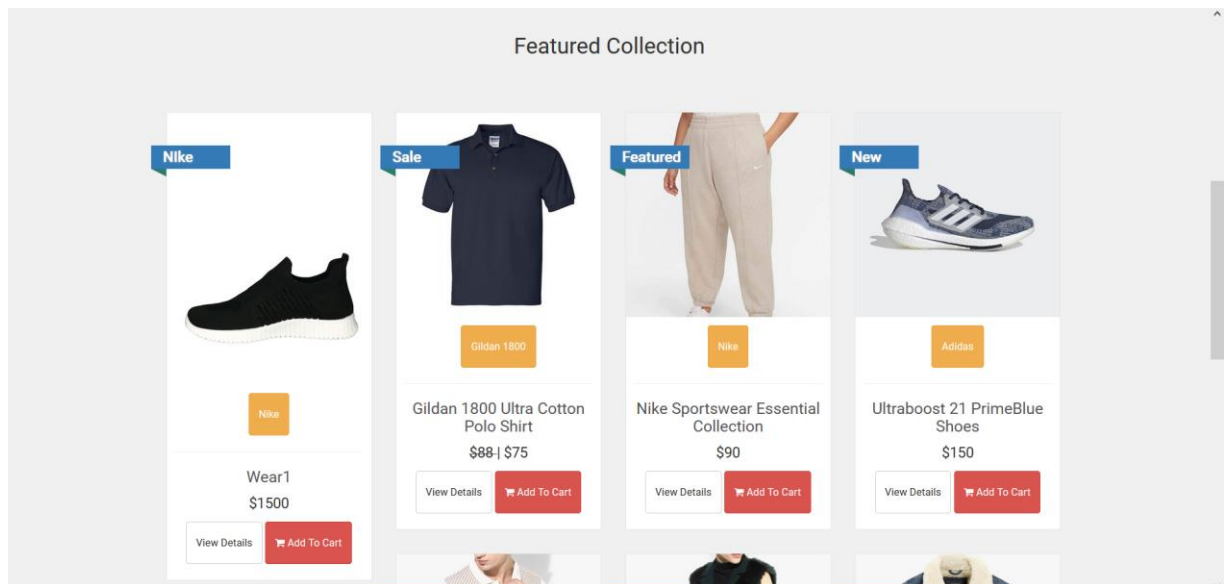 Featured Collection
NIke
Nike
Wear1
$1500
View Details
Add To Cart
Sale
Gildan 1800
Gildan 1800 Ultra Cotton
Polo Shirt
$88 | $75
View Details
Add To Cart
Featured
Nike
Nike Sportswear Essential
Collection
$90
View Details
Add To Cart
New
Adidas
Ultraboost 21 PrimeBlue
Shoes
$150
View Details
Add To Cart